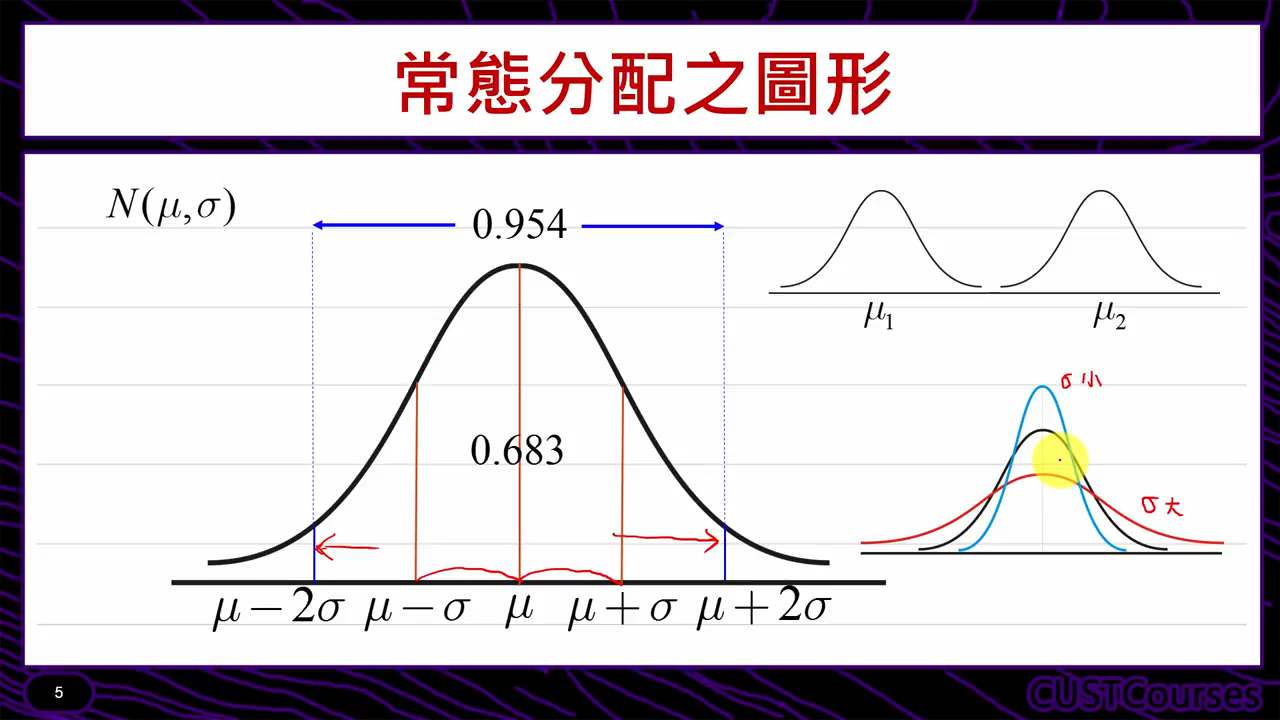 常態分配之圖形
N(μ,σ)
0.954
0.683
μ−2σ μ−σ μ μ+σ μ+2σ
μ₁ μ₂
σ小
σ大
5
CUSTCourses